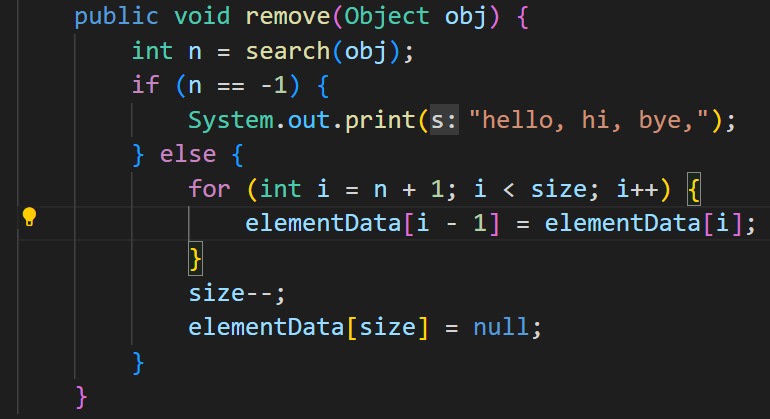 public void remove(Object obj) {
int n = search(obj);
if (n == -1) {
System.out.print(s: "hello, hi, bye,");
} else {
for (int i = n + 1; i < size; i++) {
elementData[i - 1] = elementData[i];
}
size--;
elementData[size] = null;
}
}